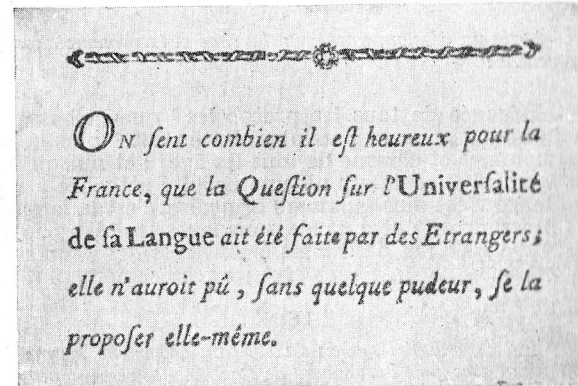 ON ſent combien il eſt heureux pour la
France, que la Queſtion ſur l'Univerſalité
de ſa Langue ait été faite par des Etrangers;
elle n'auroit pû, ſans quelque pudeur, ſe la
propoſer elle-même.